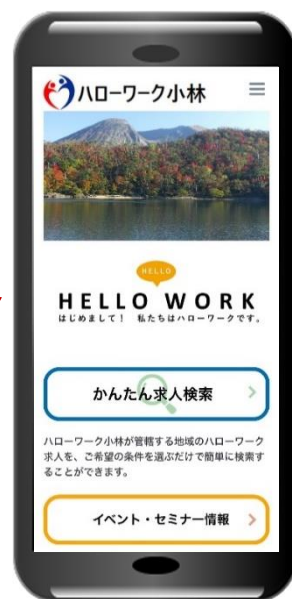 ハローワーク小林
HELLO
HELLO WORK
はじめまして！ 私たちはハローワークです。
かんたん求人検索
ハローワーク小林が管轄する地域のハローワーク
求人を、ご希望の条件を選ぶだけで簡単に検索す
ることができます。
イベント・セミナー情報